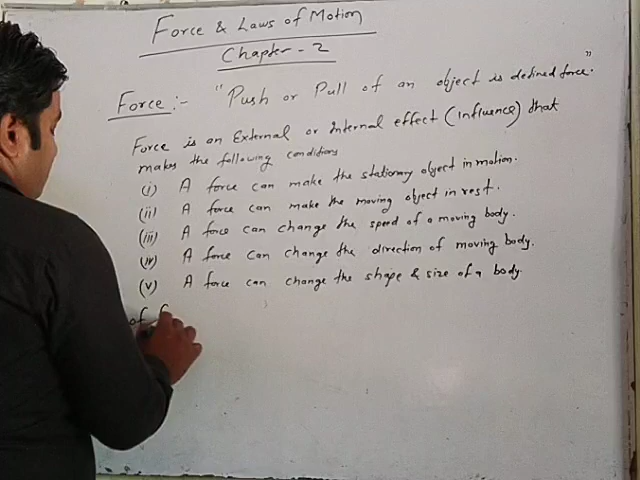 Force & Laws of Motion
Chapter - 2
Force :- "Push or Pull of an object is defined force."
Force is an External or Internal effect (influence) that
makes the following conditions
(i) A force can make the stationary object in motion.
(ii) A force can make the moving object in rest.
(iii) A force can change the speed of a moving body.
(iv) A force can change the direction of moving body.
(v) A force can change the shape & size of a body.
of